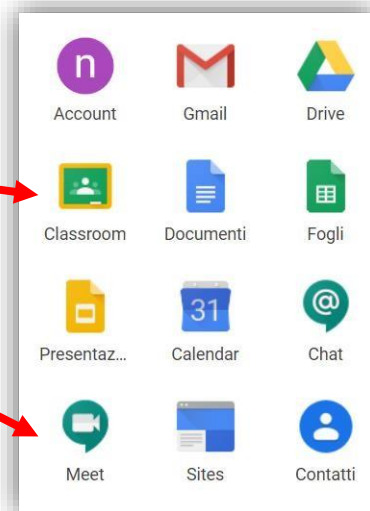 n
Account Gmail Drive
Classroom Documenti Fogli
31 @
Presentaz... Calendar Chat
Meet Sites Contatti